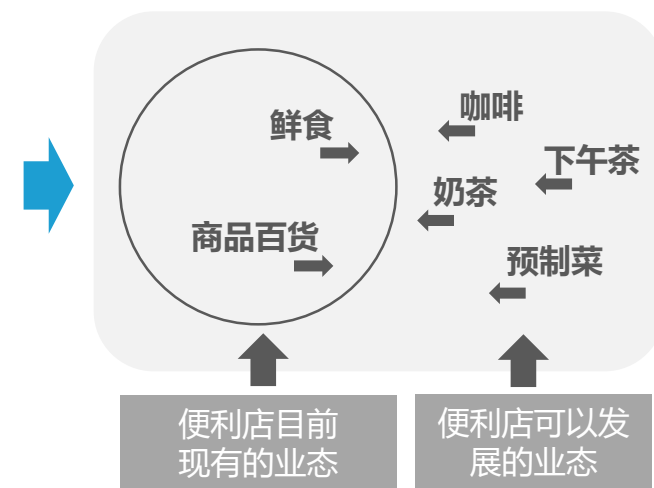 咖啡
鲜食
下午茶
奶茶
商品百货
预制菜
便利店目前
现有的业态
便利店可以发
展的业态